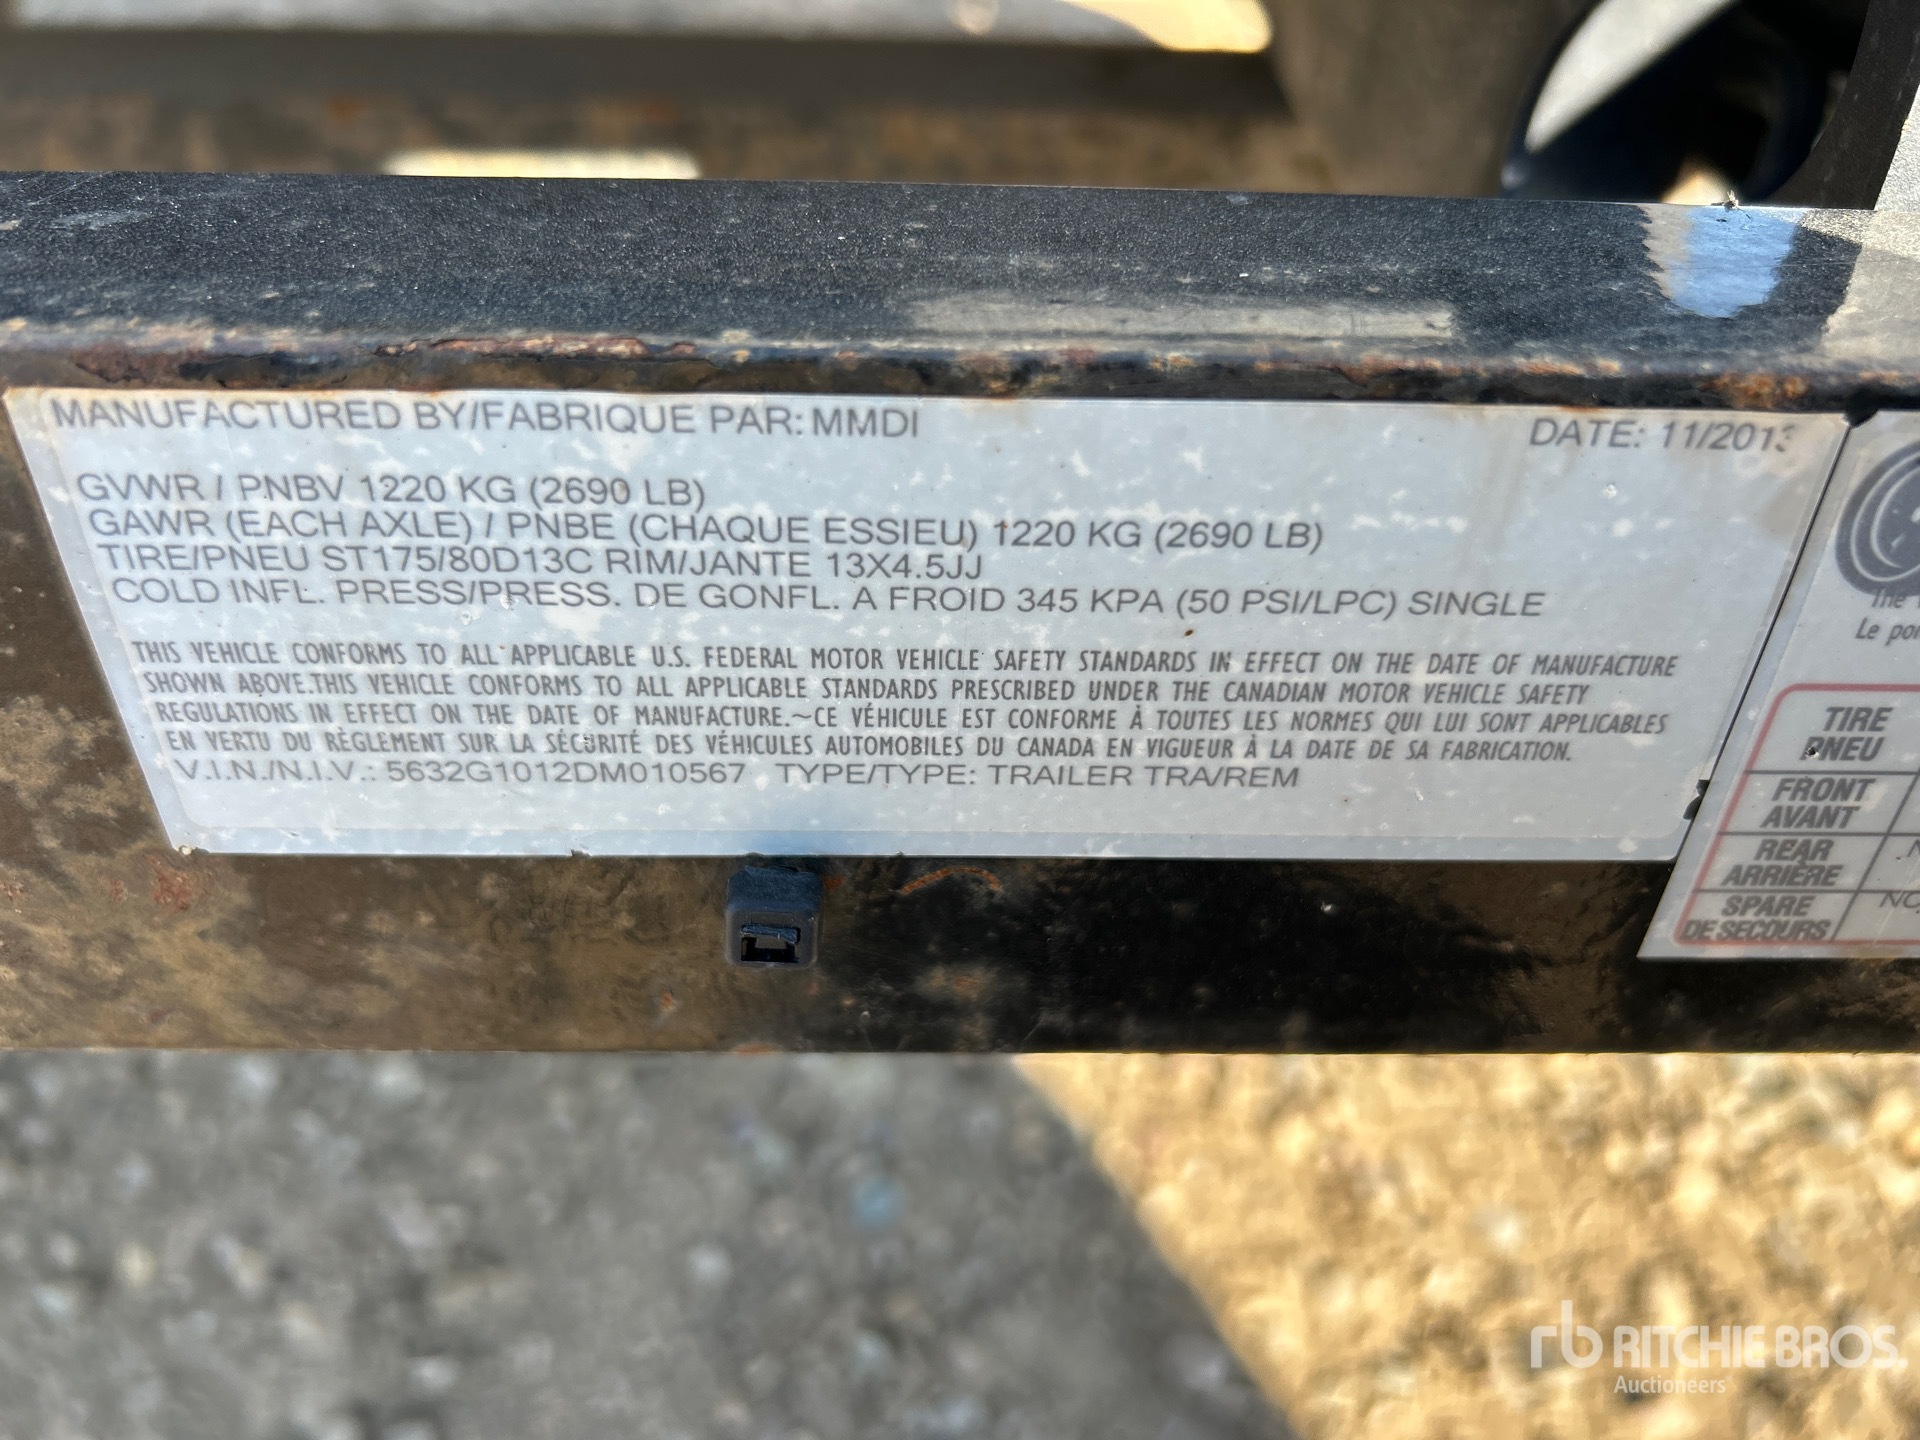 MANUFACTURED BY/FABRIQUE PAR: MMDI
DATE: 11/2013
GVWR / PNBV 1220 KG (2690 LB)
GAWR (EACH AXLE) / PNBE (CHAQUE ESSIEU) 1220 KG (2690 LB)
TIRE/PNEU ST175/80D13C RIM/JANTE 13X4.5JJ
COLD INFL. PRESS/PRESS. DE GONFL. A FROID 345 KPA (50 PSI/LPC) SINGLE
THIS VEHICLE CONFORMS TO ALL APPLICABLE U.S. FEDERAL MOTOR VEHICLE SAFETY STANDARDS IN EFFECT ON THE DATE OF MANUFACTURE
SHOWN ABOVE.THIS VEHICLE CONFORMS TO ALL APPLICABLE STANDARDS PRESCRIBED UNDER THE CANADIAN MOTOR VEHICLE SAFETY
REGULATIONS IN EFFECT ON THE DATE OF MANUFACTURE.~CE VÉHICULE EST CONFORME À TOUTES LES NORMES QUI LUI SONT APPLICABLES
EN VERTU DU RÈGLEMENT SUR LA SÉCURITÉ DES VÉHICULES AUTOMOBILES DU CANADA EN VIGUEUR À LA DATE DE SA FABRICATION.
V.I.N./N.I.V.: 5632G1012DM010567 TYPE/TYPE: TRAILER TRA/REM
The
Le
TIRE
PNEU
FRONT
AVANT
REAR
ARRIÈRE
SPARE
DE SECOURS
rb RITCHIE BROS.
Auctioneers